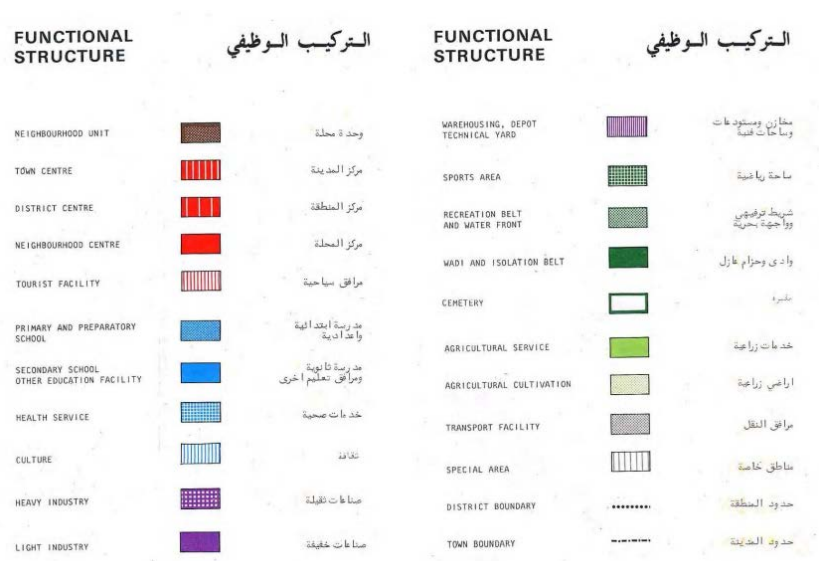 FUNCTIONAL
STRUCTURE
التركيب الوظيفي
NEIGHBOURHOOD UNIT
وحدة محلة
TOWN CENTRE
مركز المدينة
DISTRICT CENTRE
مركز المنطقة
NEIGHBOURHOOD CENTRE
مركز المحلة
TOURIST FACILITY
مرافق سياحية
PRIMARY AND PREPARATORY
SCHOOL
مدرسة ابتدائية
واعدادية
SECONDARY SCHOOL
OTHER EDUCATION FACILITY
مدرسة ثانوية
ومرافق تعليم اخرى
HEALTH SERVICE
خدمات صحية
CULTURE
ثقافة
HEAVY INDUSTRY
صناعات ثقيلة
LIGHT INDUSTRY
صناعات خفيفة
FUNCTIONAL
STRUCTURE
التركيب الوظيفي
WAREHOUSING, DEPOT
TECHNICAL YARD
مخازن ومستودعات
وساحات فنية
SPORTS AREA
ساحة رياضية
RECREATION BELT
AND WATER FRONT
شريط ترفيهي
وواجهة بحرية
WADI AND ISOLATION BELT
وادى وحزام عازل
CEMETERY
مقبرة
AGRICULTURAL SERVICE
خدمات زراعية
AGRICULTURAL CULTIVATION
اراضي زراعية
TRANSPORT FACILITY
مرافق النقل
SPECIAL AREA
مناطق خاصة
DISTRICT BOUNDARY
حدود المنطقة
TOWN BOUNDARY
حدود المدينة